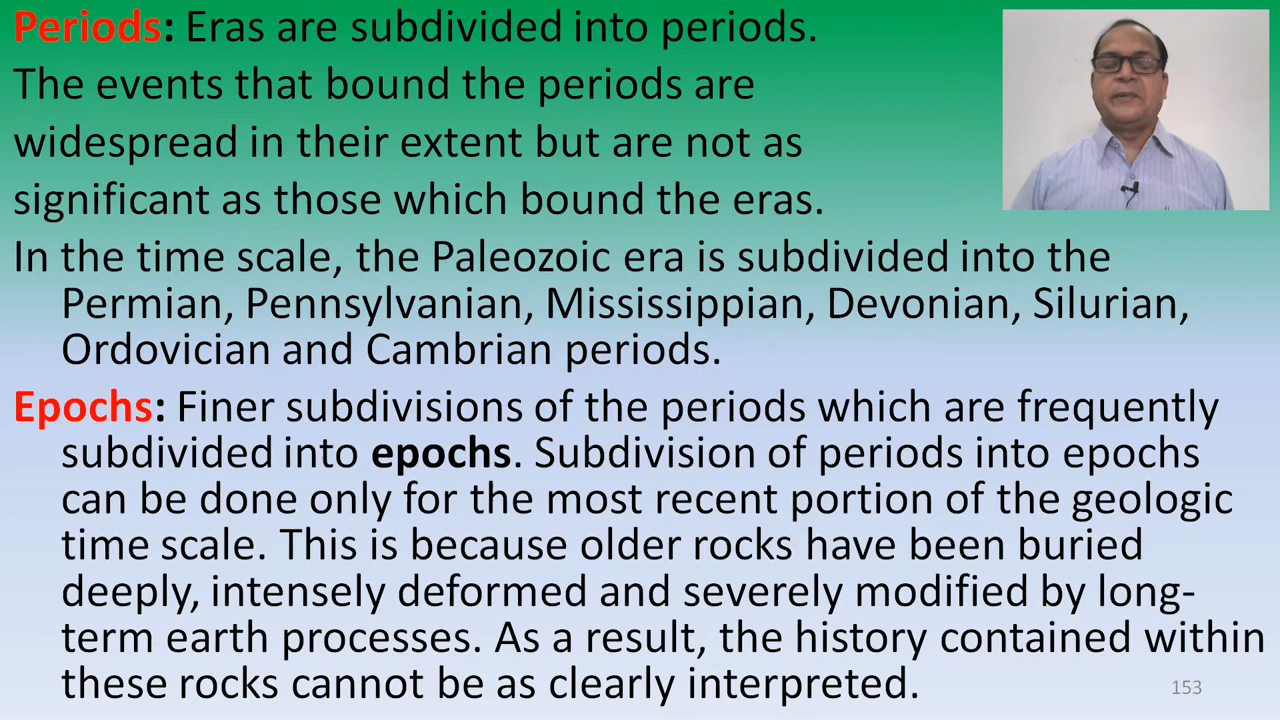 Periods: Eras are subdivided into periods.
The events that bound the periods are
widespread in their extent but are not as
significant as those which bound the eras.
In the time scale, the Paleozoic era is subdivided into the
Permian, Pennsylvanian, Mississippian, Devonian, Silurian,
Ordovician and Cambrian periods.
Epochs: Finer subdivisions of the periods which are frequently
subdivided into epochs. Subdivision of periods into epochs
can be done only for the most recent portion of the geologic
time scale. This is because older rocks have been buried
deeply, intensely deformed and severely modified by long-
term earth processes. As a result, the history contained within
these rocks cannot be as clearly interpreted.
153